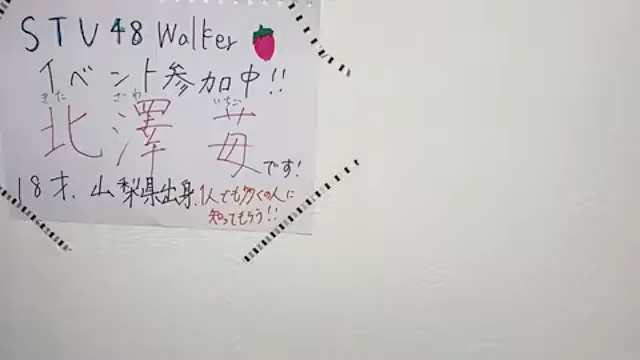 STV48 Walker
イベント参加中!!
きた ざわ いちご
北澤 苺です!
18才、山梨県出身、1人でも多くの人に
知ってもらう!!